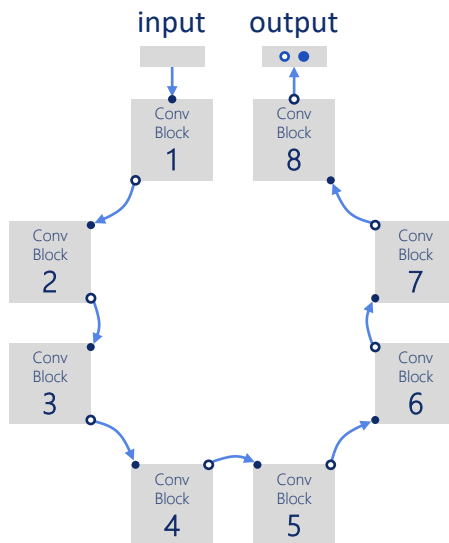 input
output
Conv
Block
1
Conv
Block
8
Conv
Block
2
Conv
Block
7
Conv
Block
3
Conv
Block
6
Conv
Block
4
Conv
Block
5